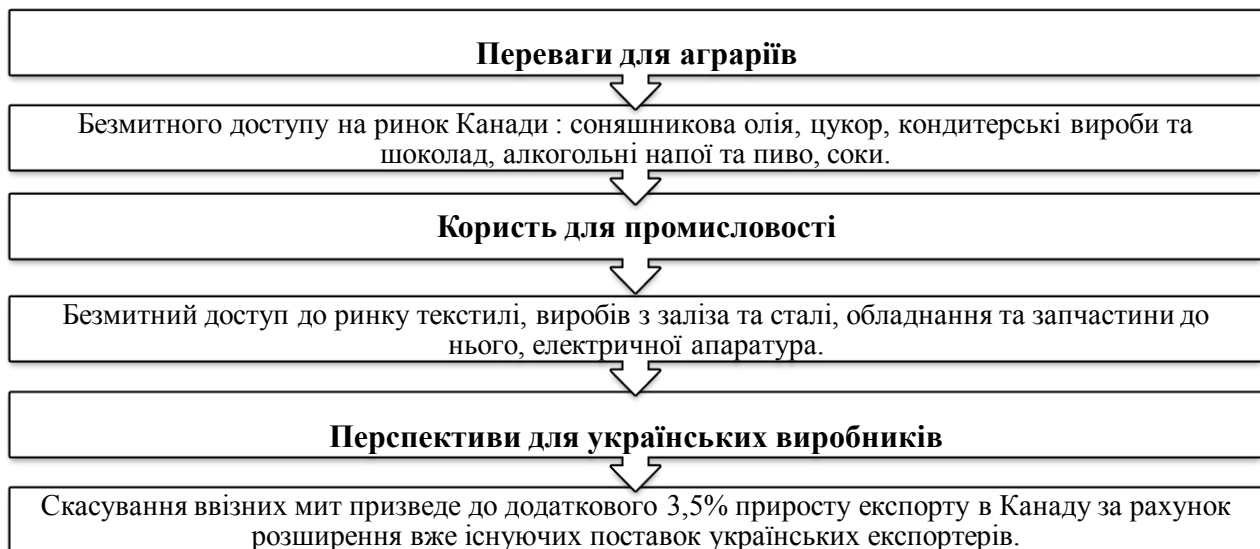 Переваги для аграріїв
Безмитного доступу на ринок Канади : соняшникова олія, цукор, кондитерські вироби та
шоколад, алкогольні напої та пиво, соки.
Користь для промисловості
Безмитний доступ до ринку текстилі, виробів з заліза та сталі, обладнання та запчастини до
нього, електричної апаратура.
Перспективи для українських виробників
Скасування ввізних мит призведе до додаткового 3,5% приросту експорту в Канаду за рахунок
розширення вже існуючих поставок українських експортерів.